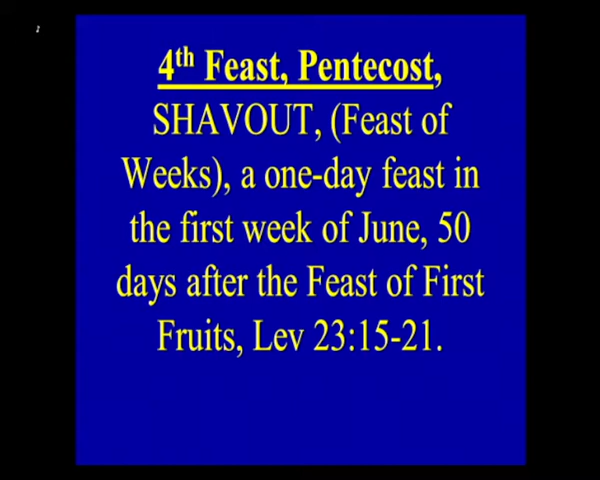 4th Feast, Pentecost,
SHAVOUT, (Feast of
Weeks), a one-day feast in
the first week of June, 50
days after the Feast of First
Fruits, Lev 23:15-21.